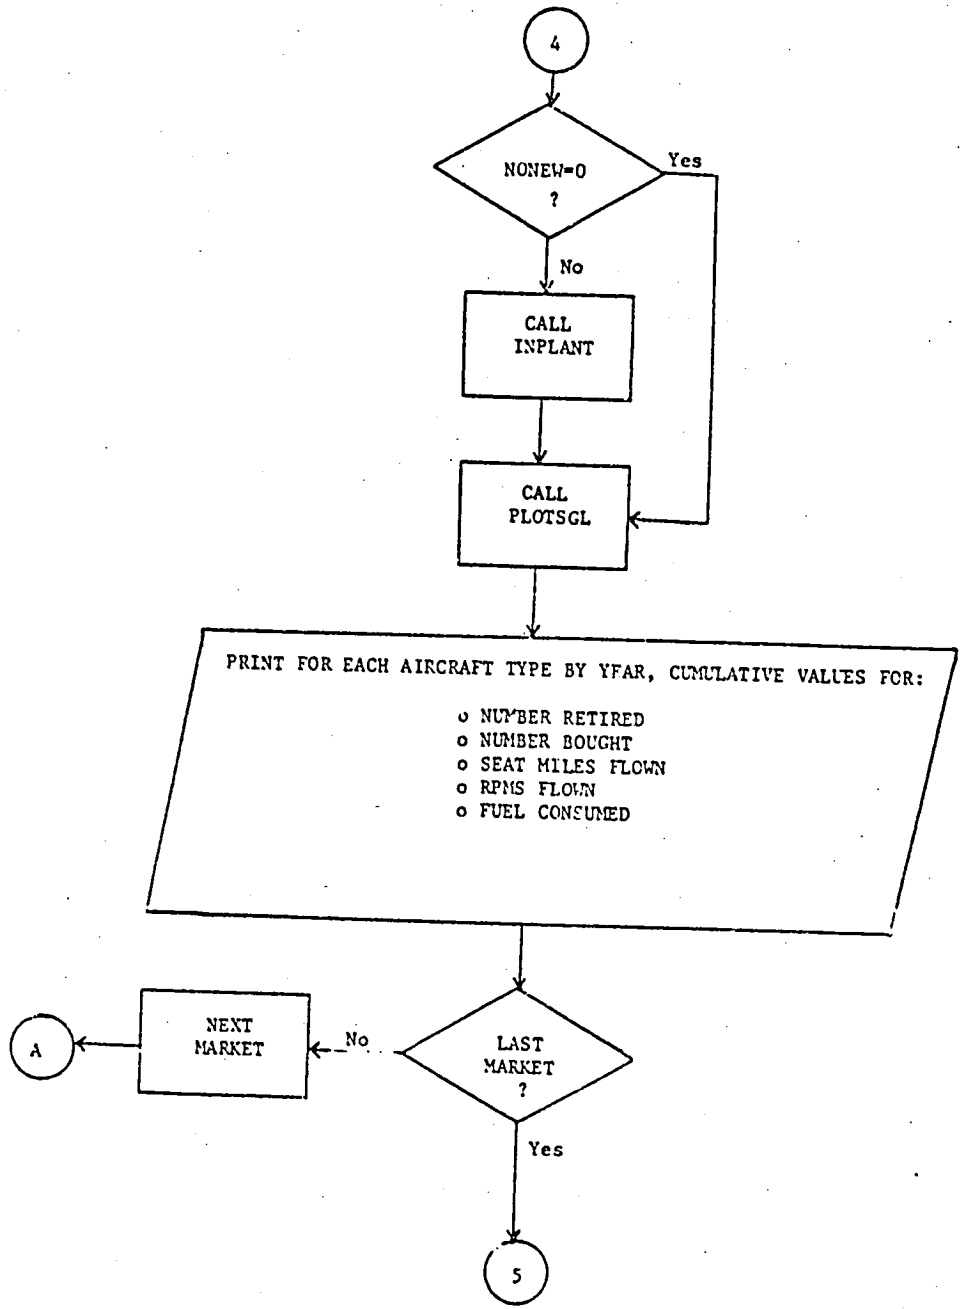 4
NONEW=0
?
Yes
No
CALL
INPLANT
CALL
PLOTSGL
PRINT FOR EACH AIRCRAFT TYPE BY YEAR, CUMULATIVE VALUES FOR:
o NUMBER RETIRED
o NUMBER BOUGHT
o SEAT MILES FLOWN
o RPMS FLOWN
o FUEL CONSUMED
A
NEXT
MARKET
No
LAST
MARKET
?
Yes
5